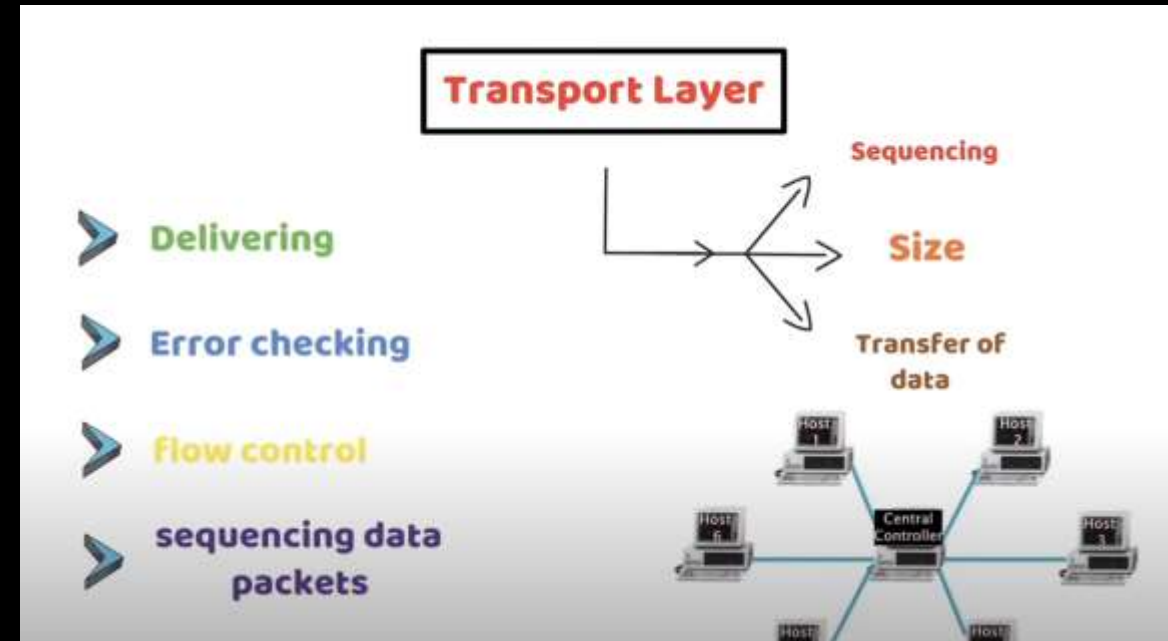 Transport Layer
Sequencing
Delivering
Size
Error checking
Transfer of
data
flow control
sequencing data
packets
Host
1
Host
2
Host
6
Central
Controller
Host
3
Host
Host